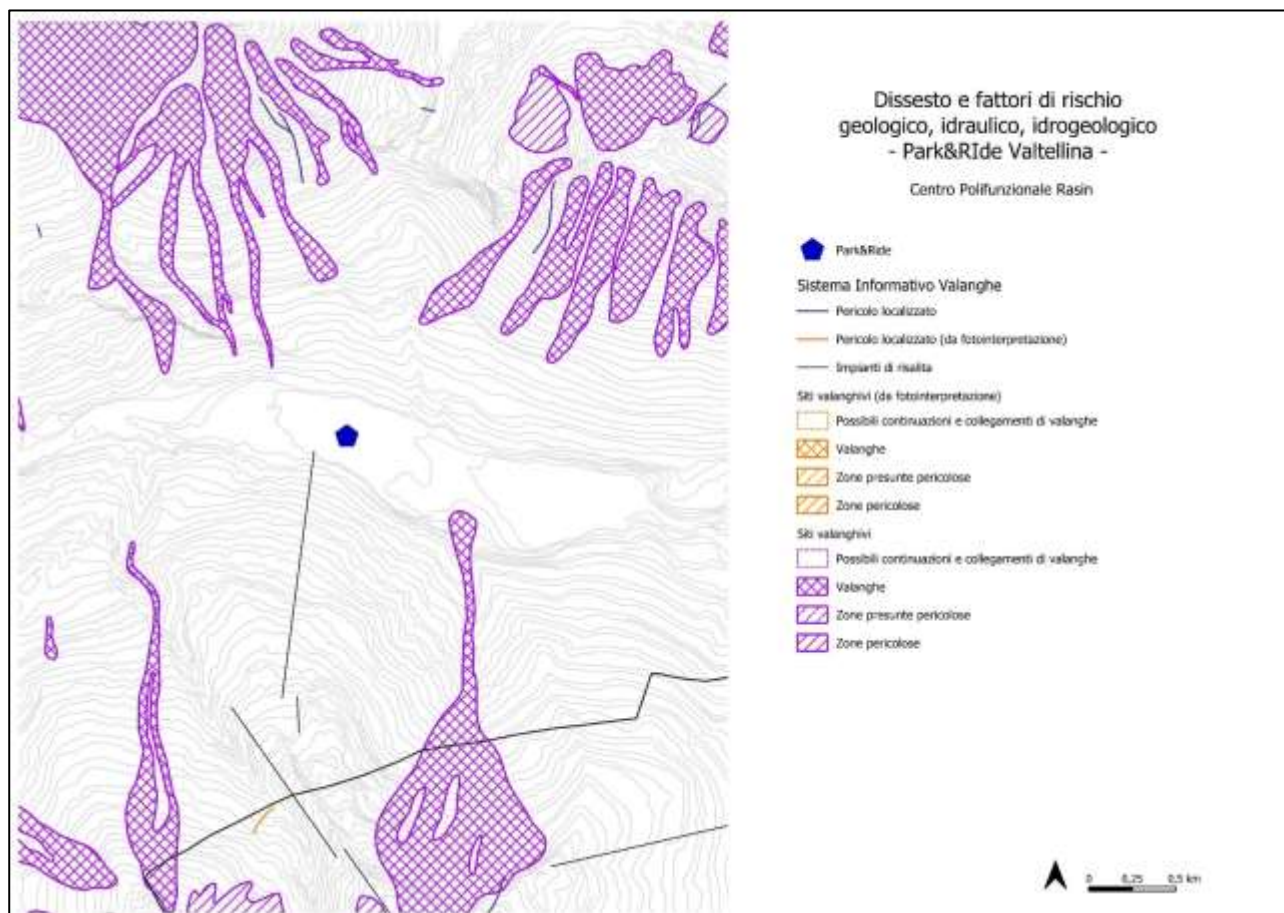 Dissesto e fattori di rischio
geologico, idraulico, idrogeologico
- Park&RIde Valtellina -
Centro Polifunzionale Rasin
Park&Ride
Sistema Informativo Valanghe
Pericolo localizzato
Pericolo localizzato (da fotointerpretazione)
Impianti di risalita
Siti valanghivi (da fotointerpretazione)
Possibili continuazioni e collegamenti di valanghe
Valanghe
Zone presunte pericolose
Zone pericolose
Siti valanghivi
Possibili continuazioni e collegamenti di valanghe
Valanghe
Zone presunte pericolose
Zone pericolose
0 0,25 0,5 km